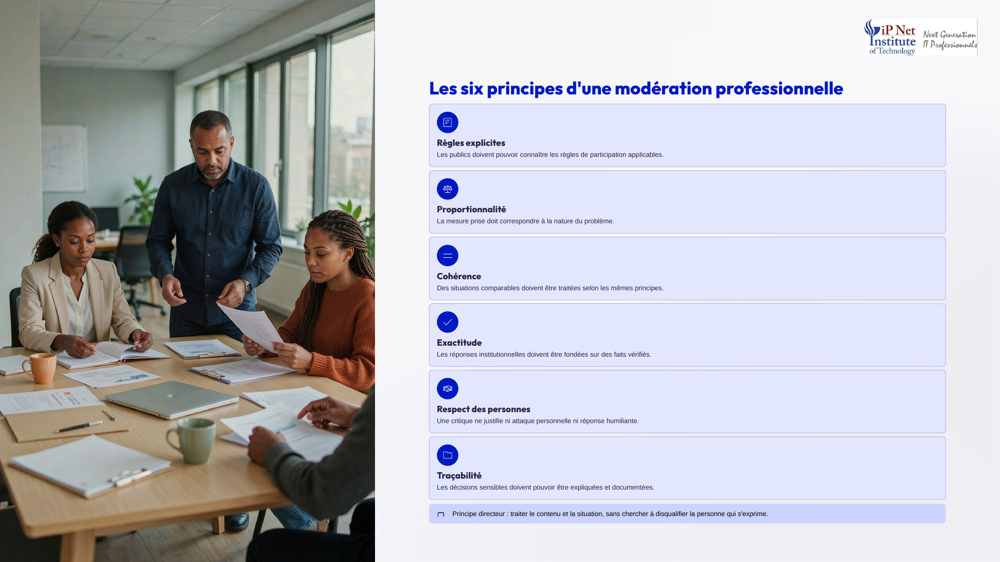 iP Net
Institute
of Technology
Next Generation
IT Professionnels
Les six principes d'une modération professionnelle
Règles explicites
Les publics doivent pouvoir connaître les règles de participation applicables.
Proportionnalité
La mesure prise doit correspondre à la nature du problème.
Cohérence
Des situations comparables doivent être traitées selon les mêmes principes.
Exactitude
Les réponses institutionnelles doivent être fondées sur des faits vérifiés.
Respect des personnes
Une critique ne justifie ni attaque personnelle ni réponse humiliante.
Traçabilité
Les décisions sensibles doivent pouvoir être expliquées et documentées.
Principe directeur : traiter le contenu et la situation, sans chercher à disqualifier la personne qui s'exprime.